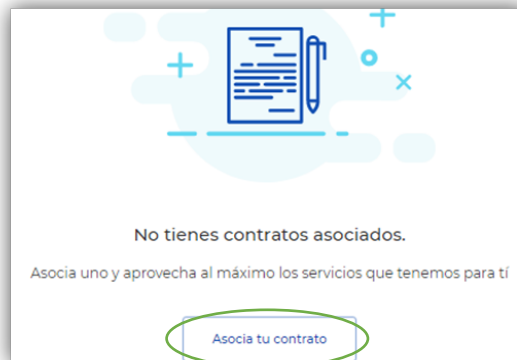 No tienes contratos asociados.
Asocia uno y aprovecha al máximo los servicios que tenemos para tí
Asocia tu contrato